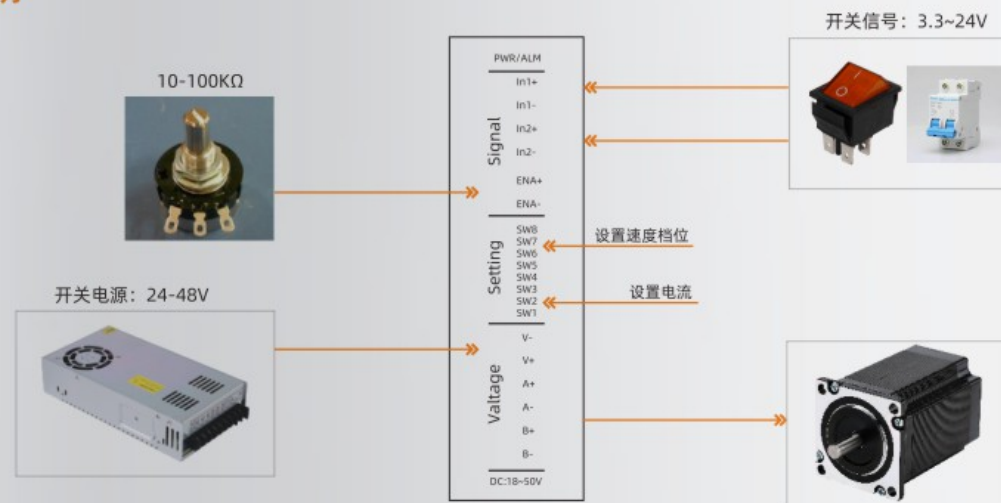 开关信号：3.3~24V
10-100KΩ
PWR/ALM
In1+
In1-
In2+
In2-
Signal
ENA+
ENA-
SW8
SW7
SW6
SW5
SW4
SW3
SW2
SW1
Setting
设置速度档位
设置电流
开关电源：24-48V
V-
V+
A+
A-
B+
B-
Valtage
DC:18~50V